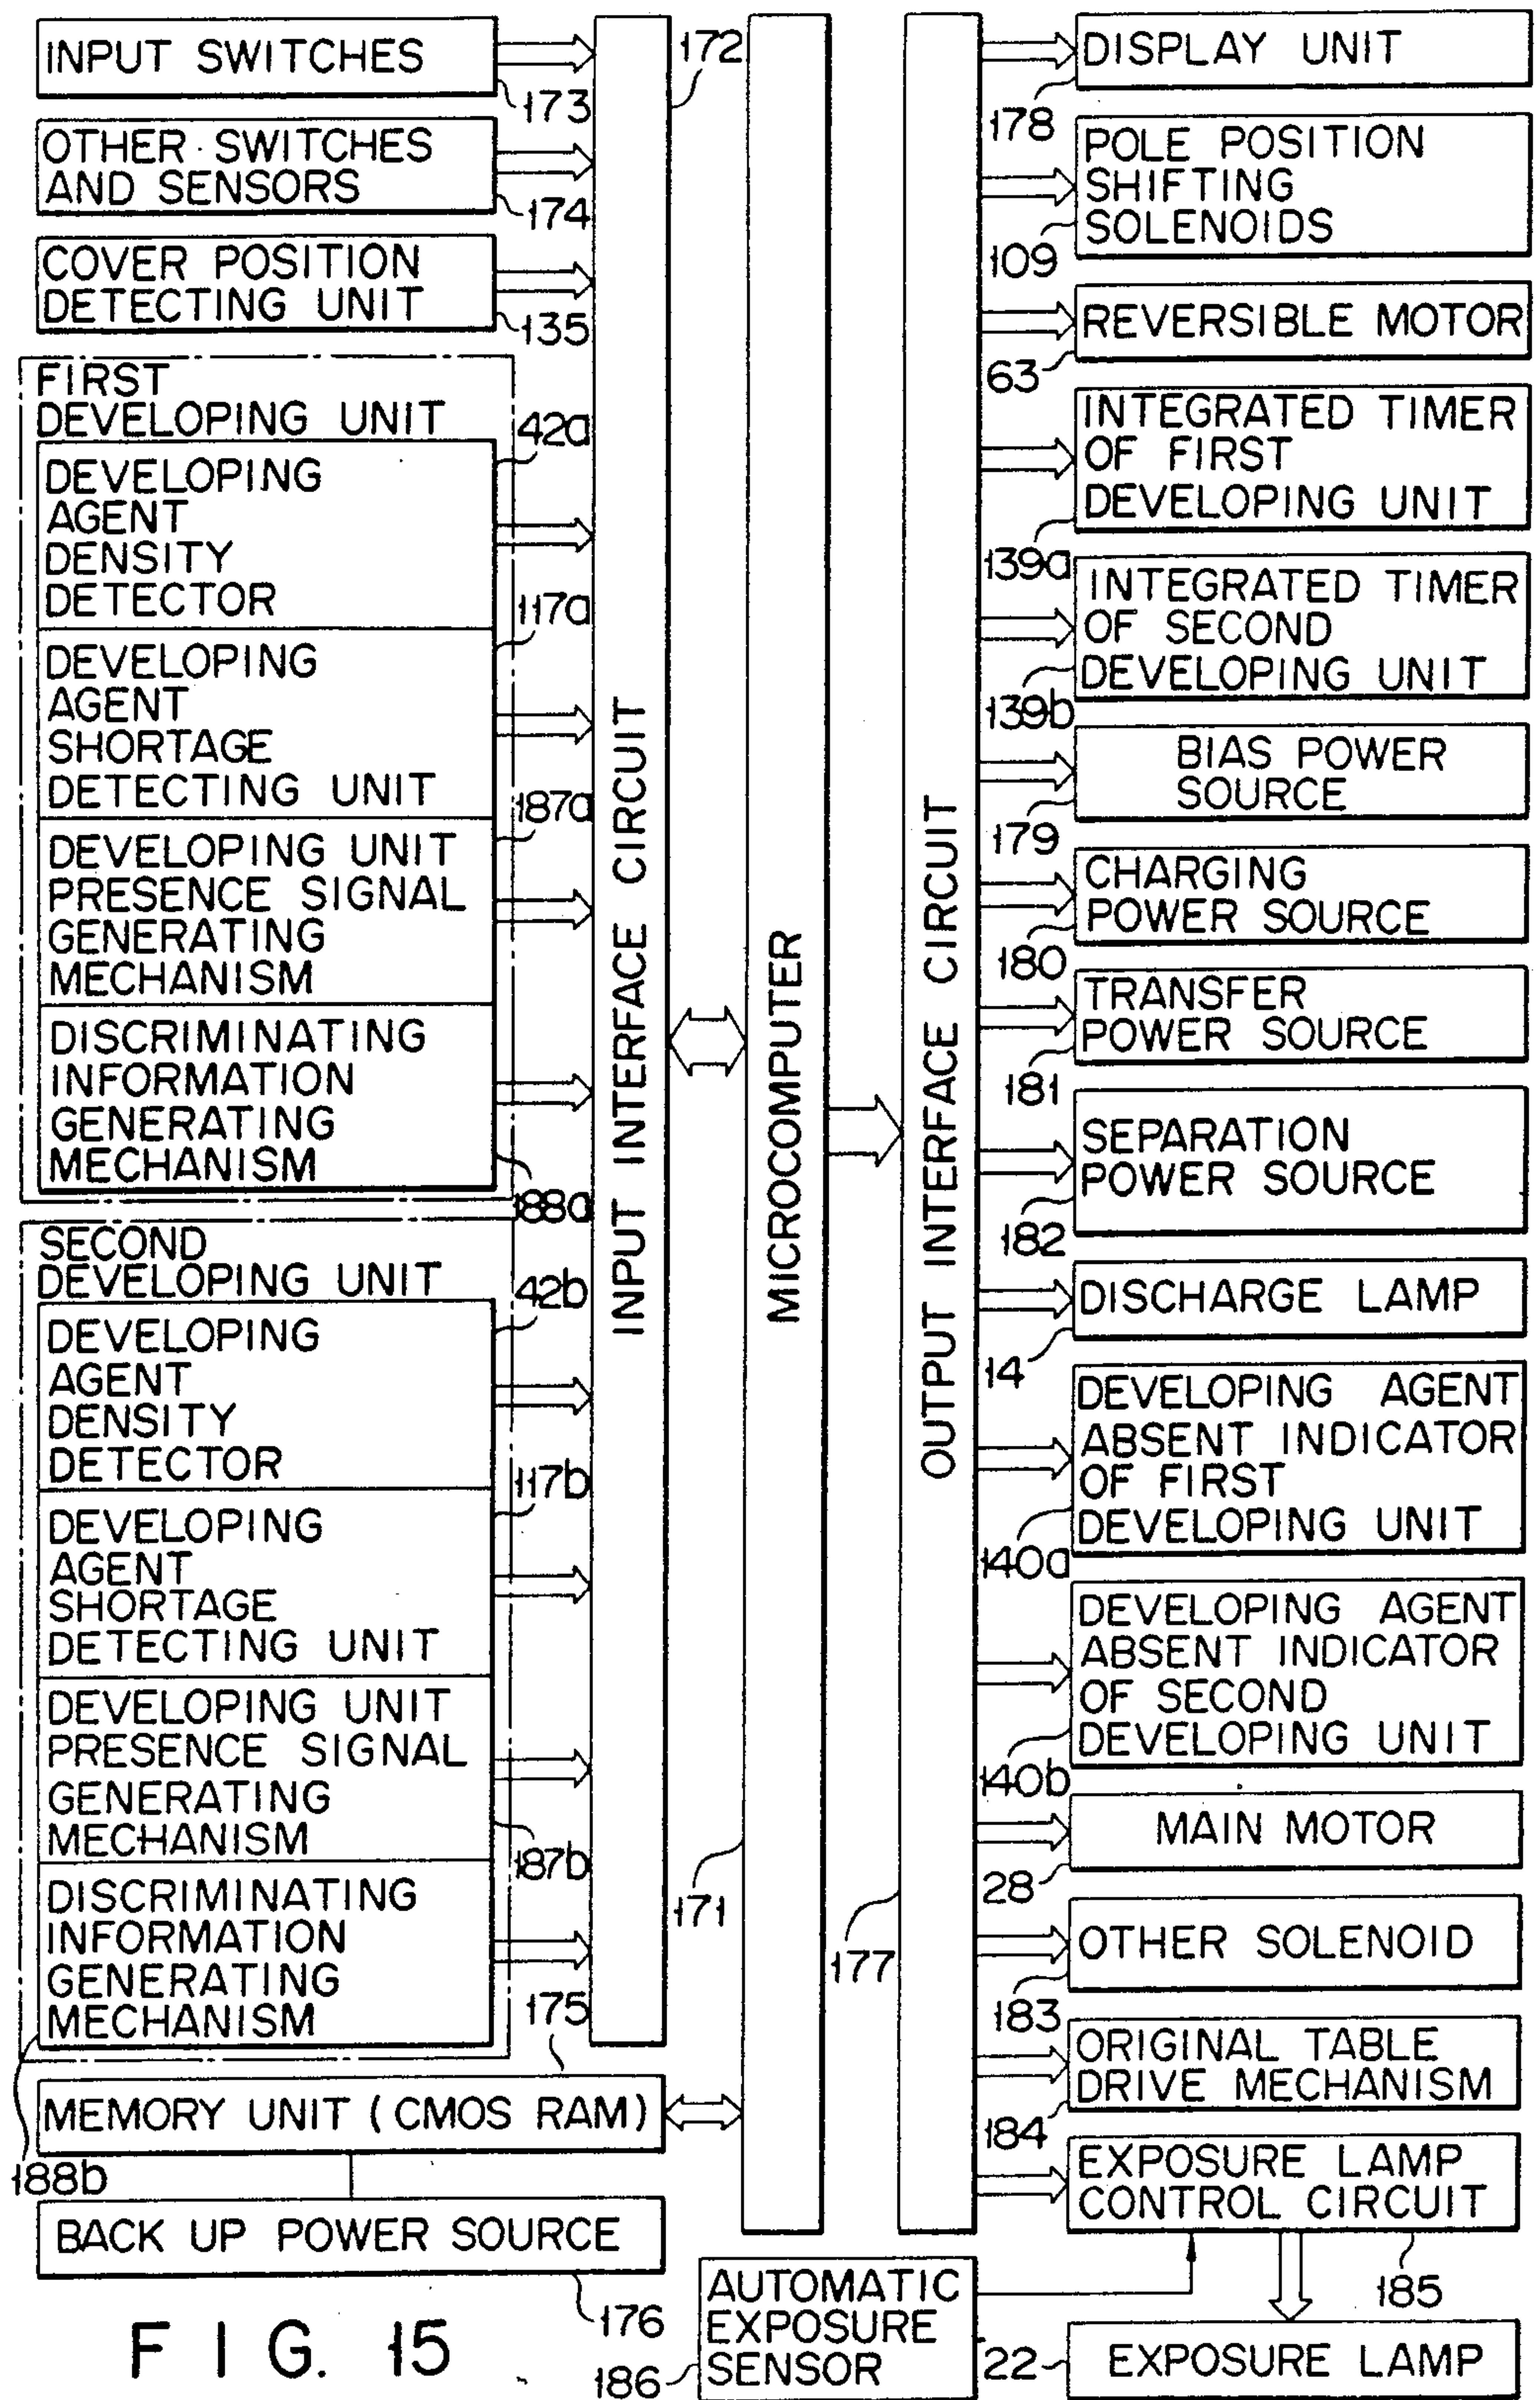 INPUT SWITCHES
173
OTHER SWITCHES
AND SENSORS
174
COVER POSITION
DETECTING UNIT
135
FIRST
DEVELOPING UNIT
42a
DEVELOPING
AGENT
DENSITY
DETECTOR
117a
DEVELOPING
AGENT
SHORTAGE
DETECTING UNIT
187a
DEVELOPING UNIT
PRESENCE SIGNAL
GENERATING
MECHANISM
DISCRIMINATING
INFORMATION
GENERATING
MECHANISM
188a
SECOND
DEVELOPING UNIT
42b
DEVELOPING
AGENT
DENSITY
DETECTOR
117b
DEVELOPING
AGENT
SHORTAGE
DETECTING UNIT
DEVELOPING UNIT
PRESENCE SIGNAL
GENERATING
MECHANISM
187b
DISCRIMINATING
INFORMATION
GENERATING
MECHANISM
175
MEMORY UNIT (CMOS RAM)
188b
BACK UP POWER SOURCE
176
172
INPUT INTERFACE CIRCUIT
MICROCOMPUTER
171
OUTPUT INTERFACE CIRCUIT
177
DISPLAY UNIT
178
POLE POSITION
SHIFTING
SOLENOIDS
109
REVERSIBLE MOTOR
63
INTEGRATED TIMER
OF FIRST
DEVELOPING UNIT
139a
INTEGRATED TIMER
OF SECOND
DEVELOPING UNIT
139b
BIAS POWER
SOURCE
179
CHARGING
POWER SOURCE
180
TRANSFER
POWER SOURCE
181
SEPARATION
POWER SOURCE
182
DISCHARGE LAMP
14
DEVELOPING AGENT
ABSENT INDICATOR
OF FIRST
DEVELOPING UNIT
140a
DEVELOPING AGENT
ABSENT INDICATOR
OF SECOND
DEVELOPING UNIT
140b
MAIN MOTOR
28
OTHER SOLENOID
183
ORIGINAL TABLE
DRIVE MECHANISM
184
EXPOSURE LAMP
CONTROL CIRCUIT
185
AUTOMATIC
EXPOSURE
SENSOR
186
22
EXPOSURE LAMP
FIG. 15